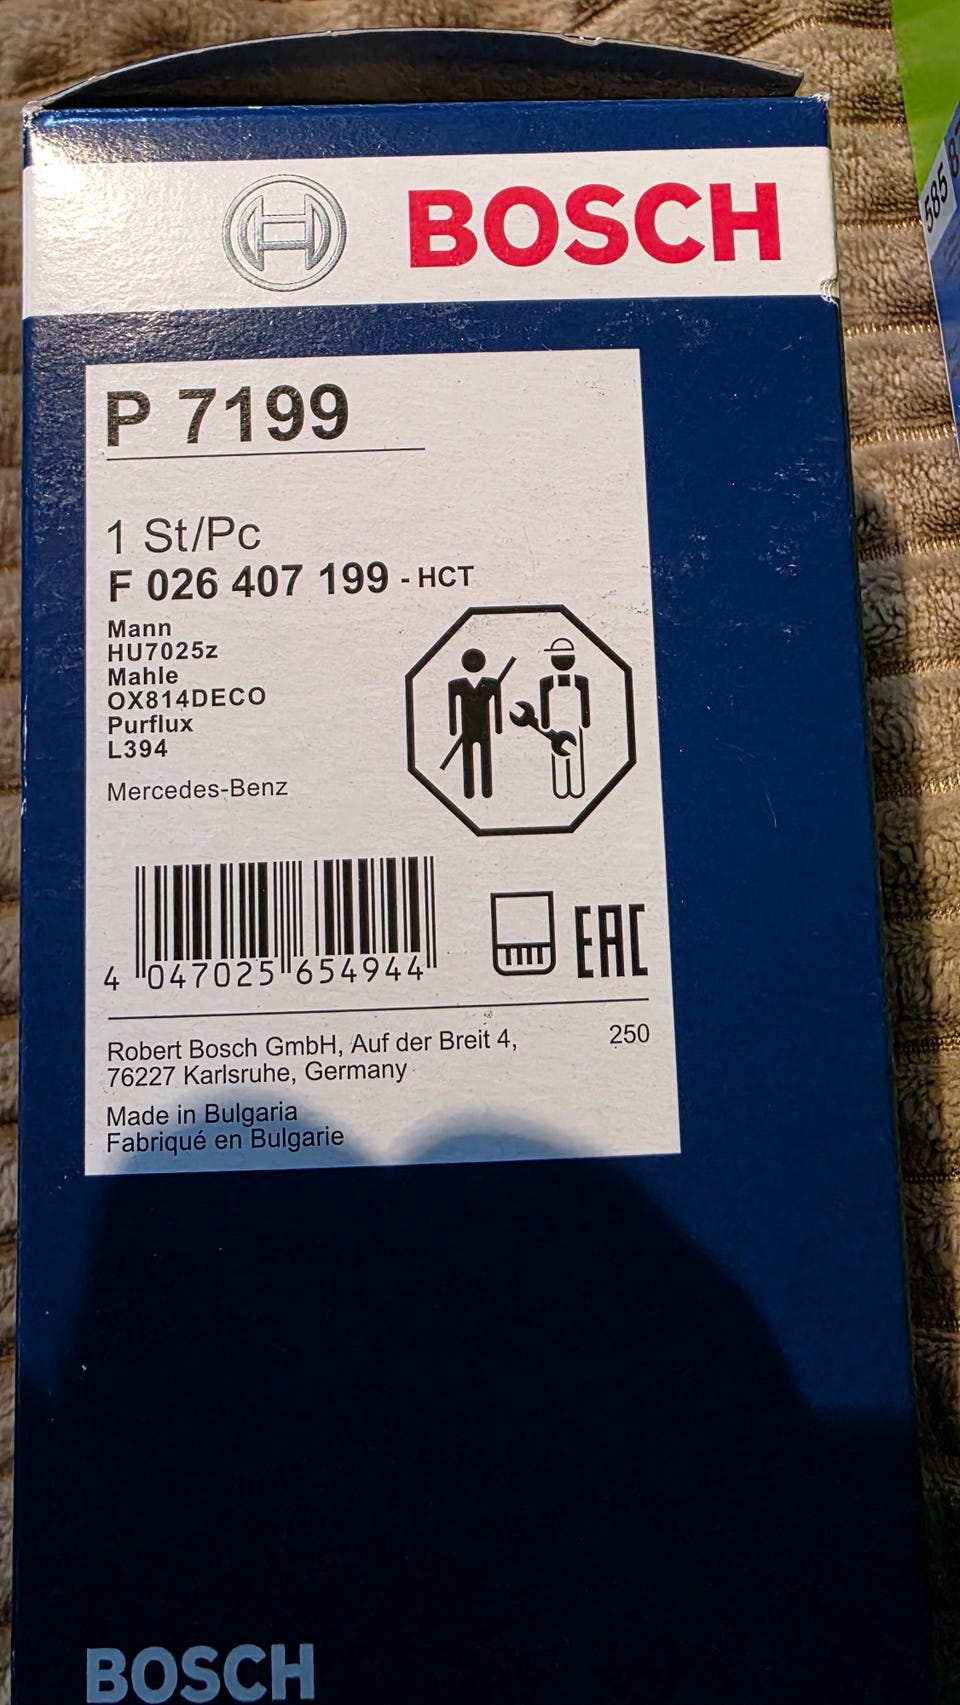 BOSCH
585 8
P 7199
1 St/Pc
F 026 407 199 - HCT
Mann
HU7025z
Mahle
OX814DECO
Purflux
L394
Mercedes-Benz
4 047025 654944
EAC
Robert Bosch GmbH, Auf der Breit 4,
250
76227 Karlsruhe, Germany
Made in Bulgaria
Fabriqué en Bulgarie
BOSCH